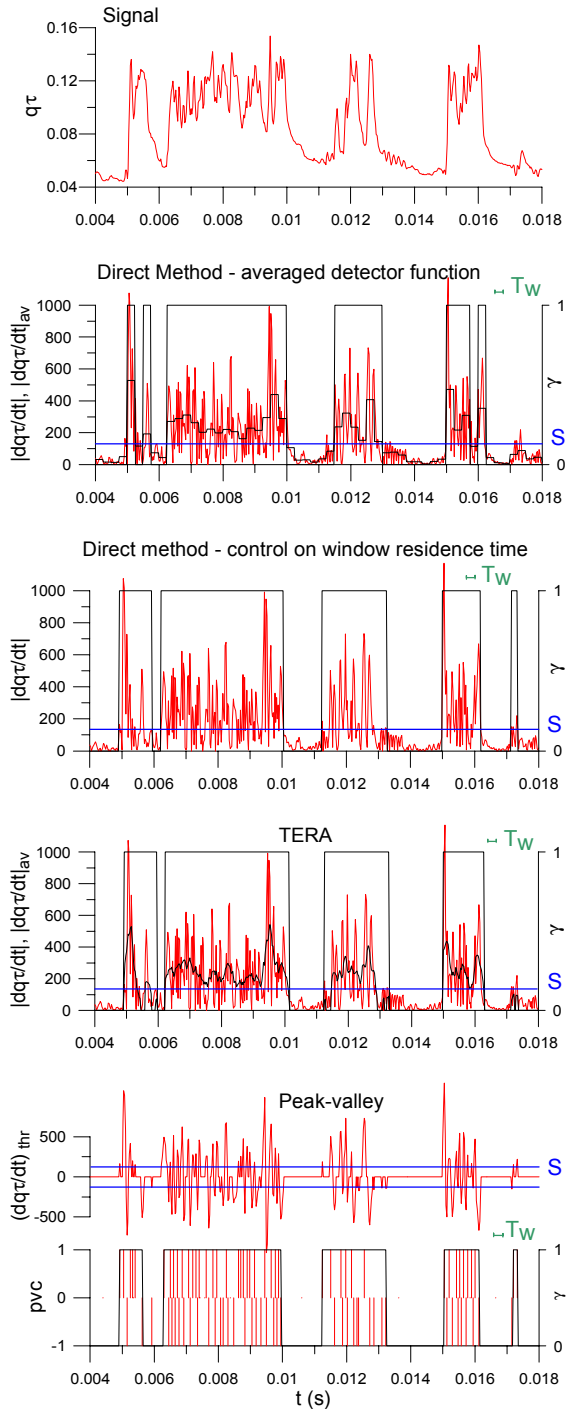 Signal
0.16
0.12
0.08
0.04
qτ
0.004 0.006 0.008 0.01 0.012 0.014 0.016 0.018
Direct Method - averaged detector function
TW
1000
800
600
400
200
0
|dqτ/dt|, |dqτ/dt|av
1
γ
S
0
0.004 0.006 0.008 0.01 0.012 0.014 0.016 0.018
Direct method - control on window residence time
TW
1000
800
600
400
200
0
|dqτ/dt|
1
γ
S
0
0.004 0.006 0.008 0.01 0.012 0.014 0.016 0.018
TERA
TW
1000
800
600
400
200
0
|dqτ/dt|, |dqτ/dt|av
1
γ
S
0
0.004 0.006 0.008 0.01 0.012 0.014 0.016 0.018
Peak-valley
500
0
-500
(dqτ/dt)thr
S
TW
1
0
-1
pvc
1
γ
0
0.004 0.006 0.008 0.01 0.012 0.014 0.016 0.018
t (s)